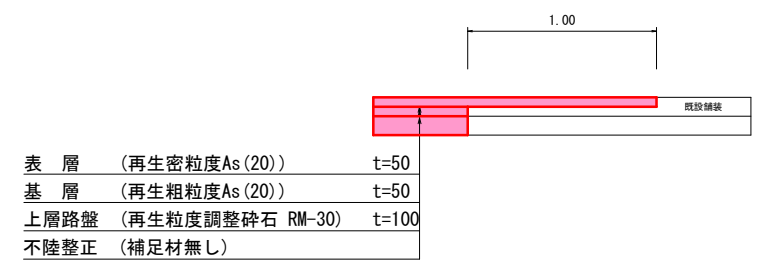 1.00
既設舗装
表　層　（再生密粒度As(20)）　t=50
基　層　（再生粗粒度As(20)）　t=50
上層路盤　（再生粒度調整砕石 RM-30）　t=100
不陸整正　（補足材無し）